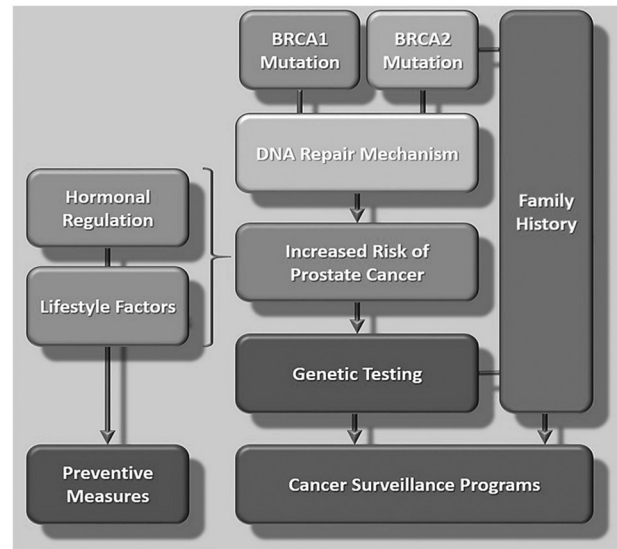 BRCA1
Mutation
BRCA2
Mutation
DNA Repair Mechanism
Family
History
Hormonal
Regulation
Increased Risk of
Prostate Cancer
Lifestyle Factors
Genetic Testing
Preventive
Measures
Cancer Surveillance Programs